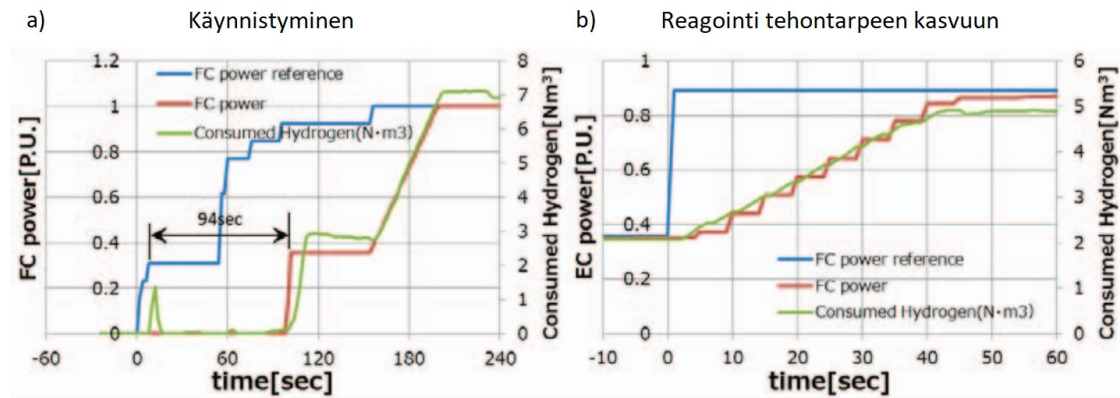 a)
Käynnistyminen
FC power[P.U.]
1.2
1
0.8
0.6
0.4
0.2
0
FC power reference
FC power
Consumed Hydrogen(N・m3)
94sec
8
7
6
5
4
3
2
1
0
Consumed Hydrogen[Nm³]
-60
0
60
120
180
240
time[sec]
b)
Reagointi tehontarpeen kasvuun
EC power[P.U.]
1
0.8
0.6
0.4
0.2
0
FC power reference
FC power
Consumed Hydrogen(N・m3)
6
5
4
3
2
1
0
Consumed Hydrogen[Nm³]
-10
0
10
20
30
40
50
60
time[sec]